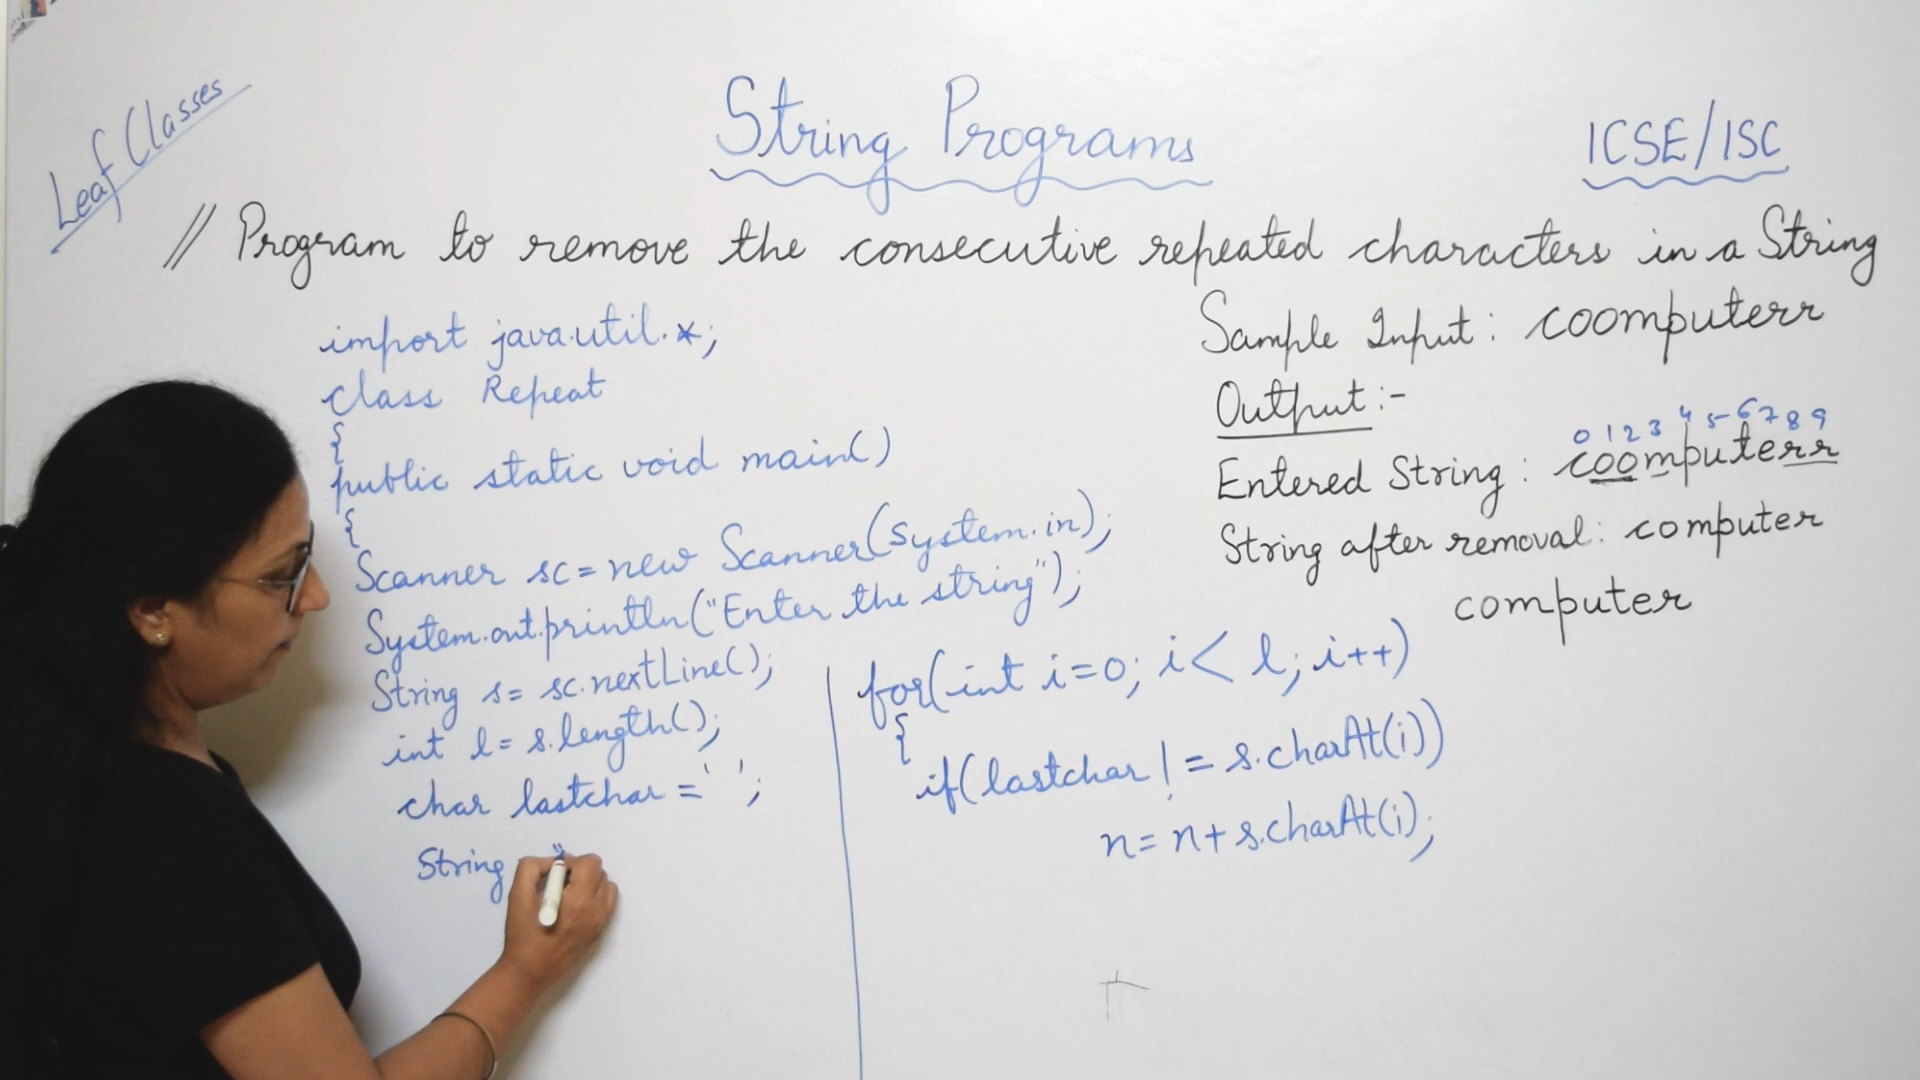 Leaf Classes
String Programs
ICSE/ISC
// Program to remove the consecutive repeated characters in a String
import java.util.*;
class Repeat
{
public static void main()
{
Scanner sc=new Scanner(System.in);
System.out.println("Enter the string");
String s= sc.nextLine();
int l= s.length();
char lastchar =' ';
String
Sample Input: coomputerr
Output:-
0 1 2 3 4 5 6 7 8 9
Entered String: coomputerr
String after removal: computer
computer
for(int i=0; i< l; i++)
{
if(lastchar != s.charAt(i))
n= n+s.charAt(i);